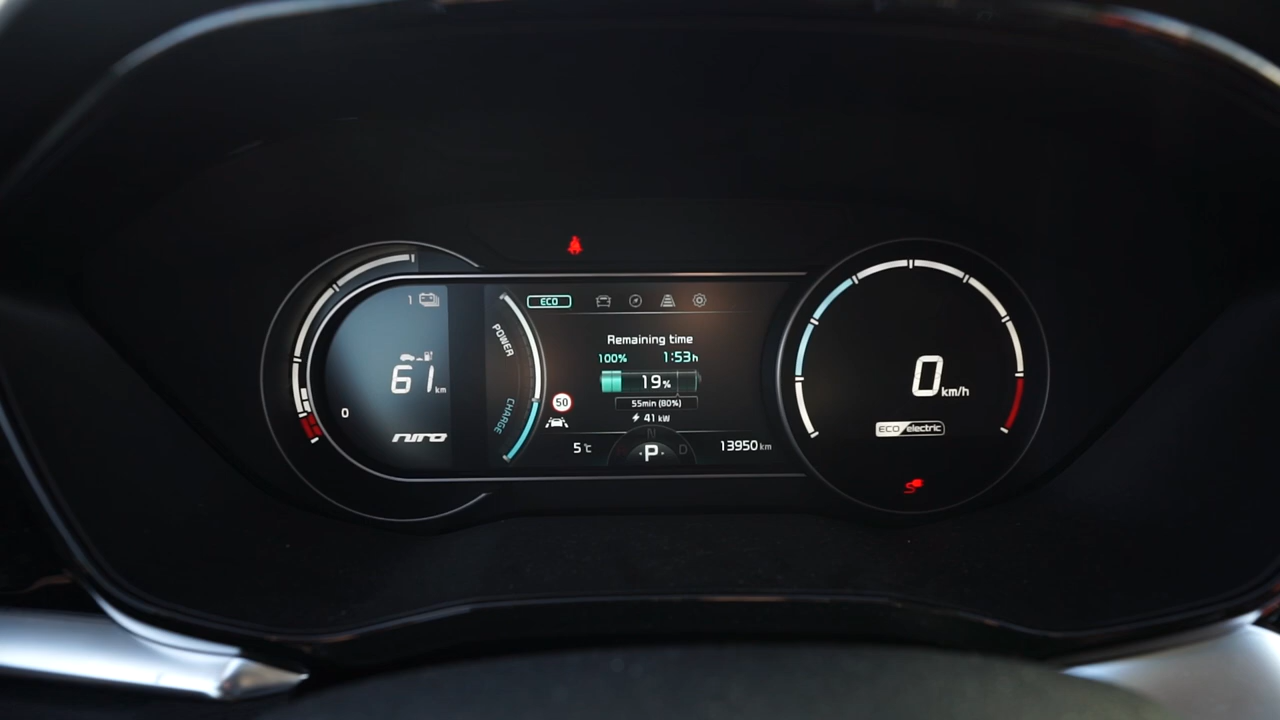 1
61 km
0
niro
POWER
CHARGE
ECO
Remaining time
100% 1:53h
19%
55min (80%)
41 kW
50
5 ℃
N
R P D
13950 km
0 km/h
ECO electric